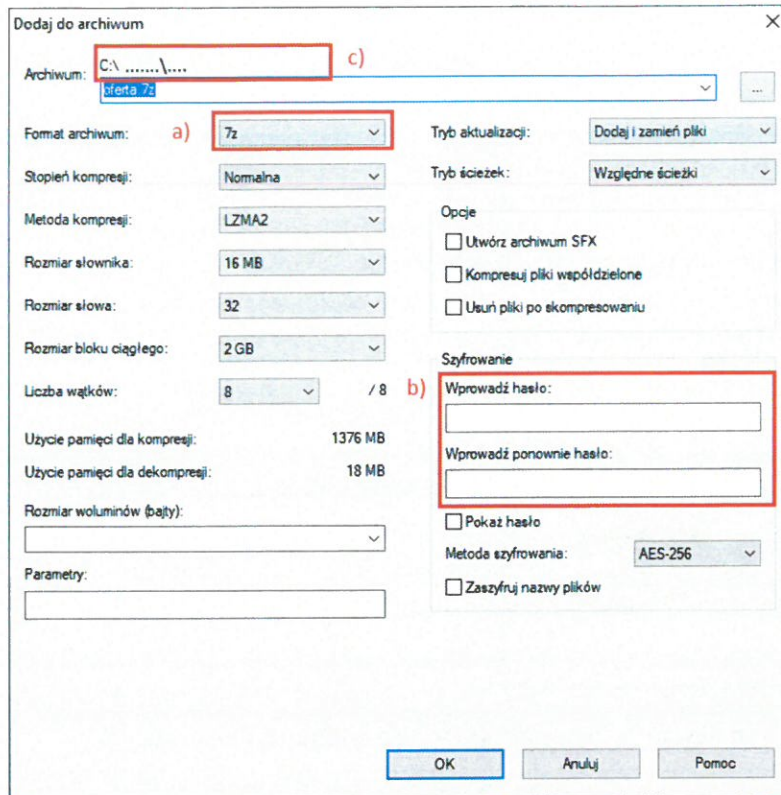 Dodaj do archiwum
Archiwum: C:\ .......\.... c)
oferta 7z ...
Format archiwum: a) 7z
Stopień kompresji: Normalna
Metoda kompresji: LZMA2
Rozmiar słownika: 16 MB
Rozmiar słowa: 32
Rozmiar bloku ciągłego: 2 GB
Liczba wątków: 8 / 8
Użycie pamięci dla kompresji: 1376 MB
Użycie pamięci dla dekompresji: 18 MB
Rozmiar woluminów (bajty):
Parametry:
Tryb aktualizacji: Dodaj i zamień pliki
Tryb ścieżek: Względne ścieżki
Opcje
Utwórz archiwum SFX
Kompresuj pliki współdzielone
Usuń pliki po skompresowaniu
Szyfrowanie
b) Wprowadź hasło:
Wprowadź ponownie hasło:
Pokaż hasło
Metoda szyfrowania: AES-256
Zaszyfruj nazwy plików
OK Anuluj Pomoc